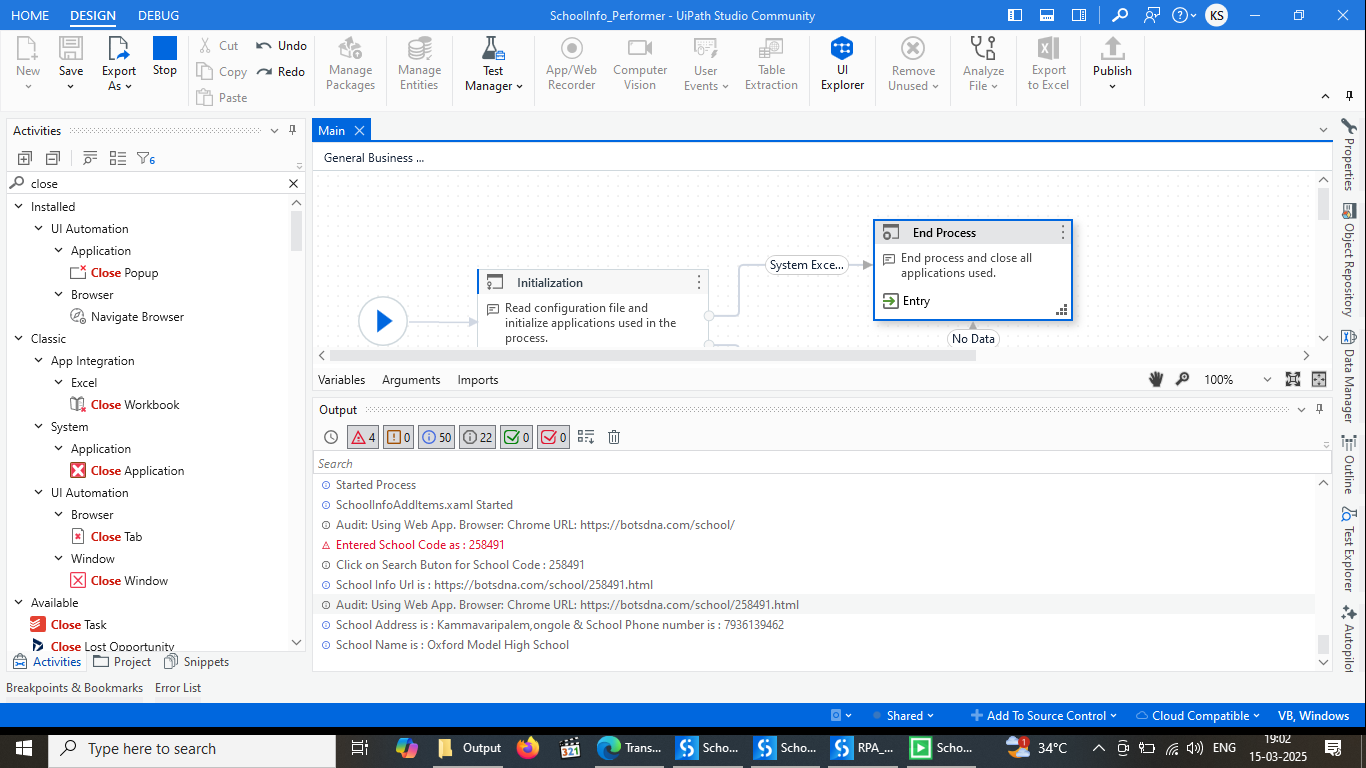 HOME DESIGN DEBUG SchoolInfo_Performer - UiPath Studio Community KS
New Save Export As Stop Cut Copy Paste Undo Redo Manage Packages Manage Entities Test Manager App/Web Recorder Computer Vision User Events Table Extraction UI Explorer Remove Unused Analyze File Export to Excel Publish
Activities
6
close
Installed
UI Automation
Application
Close Popup
Browser
Navigate Browser
Classic
App Integration
Excel
Close Workbook
System
Application
Close Application
UI Automation
Browser
Close Tab
Window
Close Window
Available
Close Task
Close Lost Opportunity
Activities Project Snippets
Main
General Business ...
Initialization
Read configuration file and
initialize applications used in the
process.
System Exce...
End Process
End process and close all
applications used.
Entry
No Data
Variables Arguments Imports 100%
Output
4 0 50 22 0 0
Search
Started Process
SchoolInfoAddItems.xaml Started
Audit: Using Web App. Browser: Chrome URL: https://botsdna.com/school/
Entered School Code as : 258491
Click on Search Buton for School Code : 258491
School Info Url is : https://botsdna.com/school/258491.html
Audit: Using Web App. Browser: Chrome URL: https://botsdna.com/school/258491.html
School Address is : Kammavaripalem,ongole & School Phone number is : 7936139462
School Name is : Oxford Model High School
Properties
Object Repository
Data Manager
Outline
Test Explorer
Autopilot
Breakpoints & Bookmarks Error List
Shared Add To Source Control Cloud Compatible VB, Windows
Type here to search Output 321 Trans... Scho... Scho... RPA_... Scho... 1 34°C ENG
19:02
15-03-2025